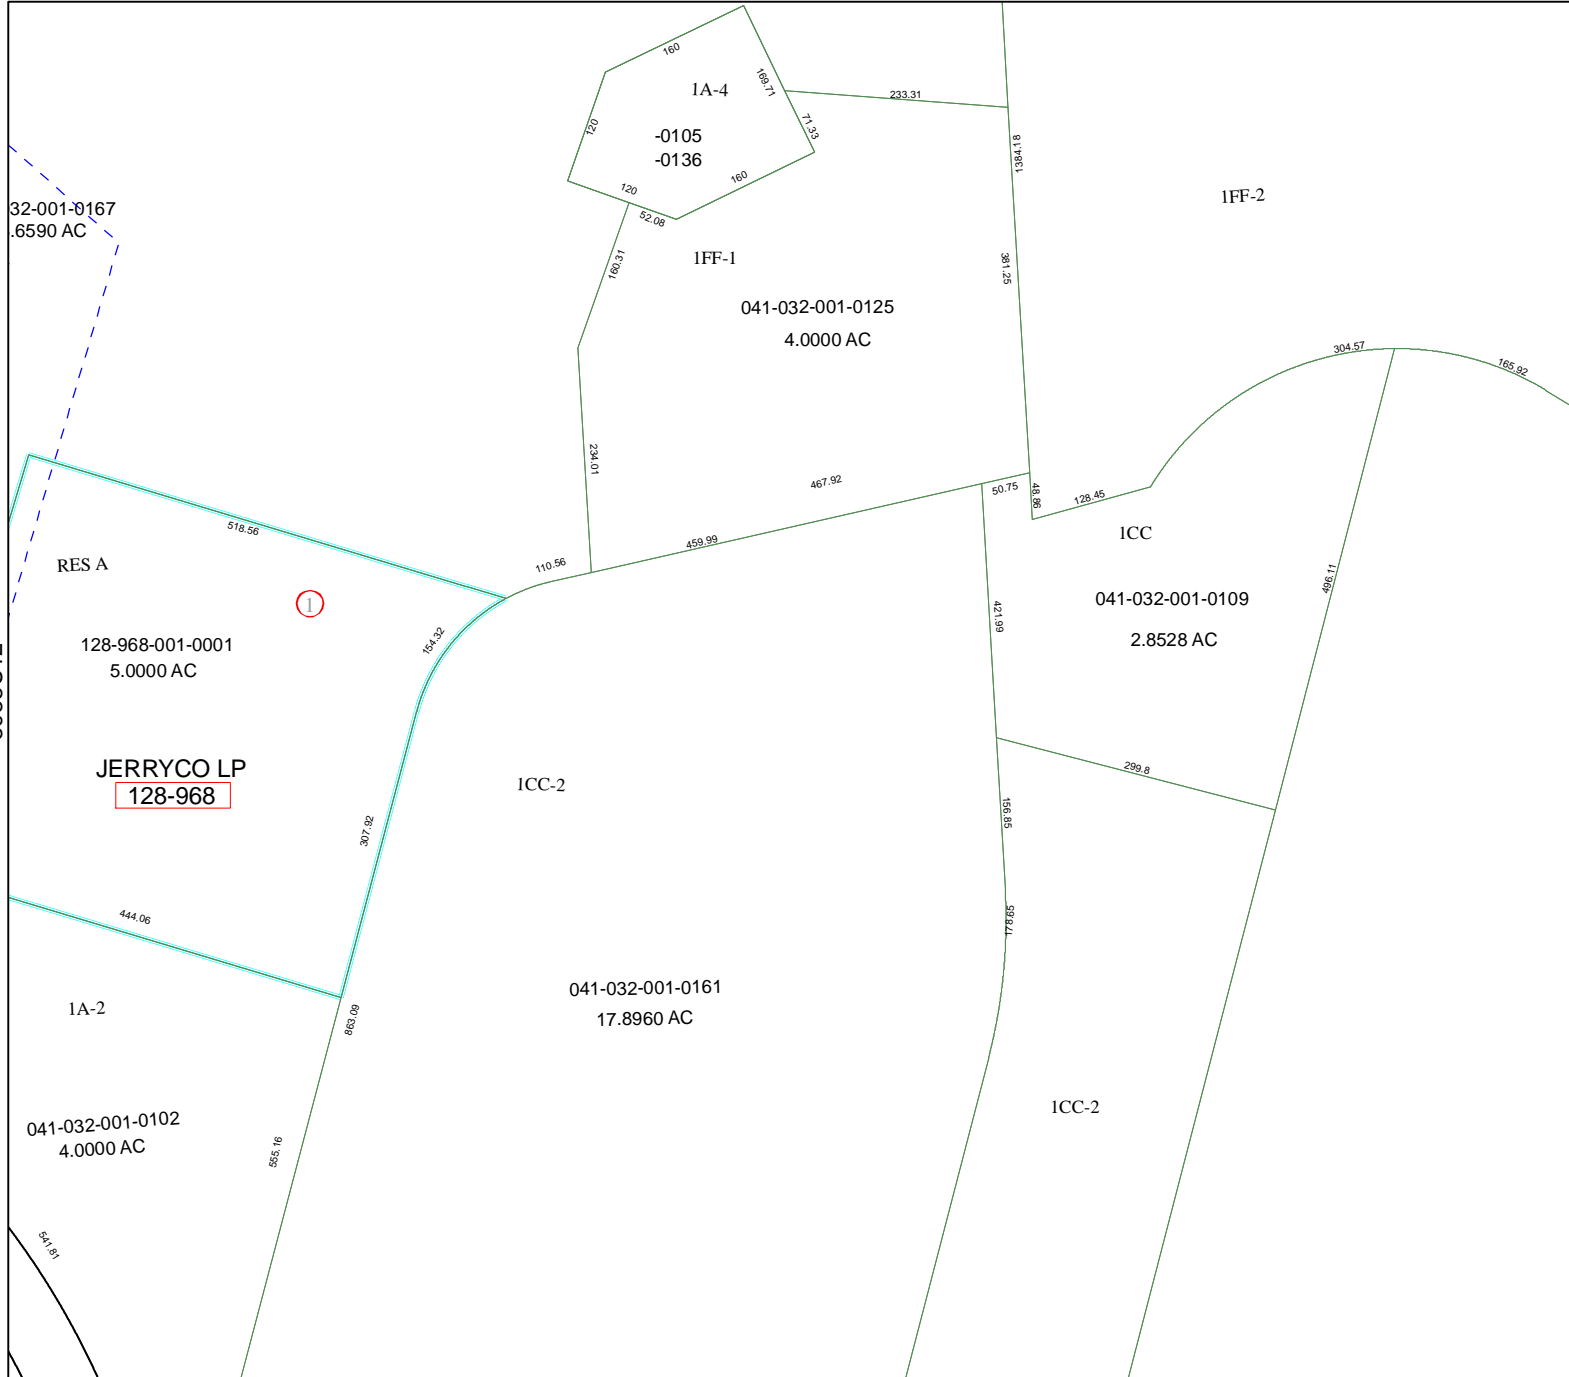 160
1A-4
169.71
233.31
71.33
120
-0105
-0136
1384.18
160
120
52.08
1FF-2
32-001-0167
.6590 AC
160.31
1FF-1
381.25
041-032-001-0125
4.0000 AC
304.57
165.92
234.01
467.92
50.75
48.86
128.45
518.56
459.99
1CC
110.56
RES A
496.11
1
421.99
041-032-001-0109
2.8528 AC
154.32
128-968-001-0001
5.0000 AC
JERRYCO LP
128-968
299.8
1CC-2
307.92
156.85
444.06
178.65
041-032-001-0161
17.8960 AC
1A-2
863.09
1CC-2
041-032-001-0102
4.0000 AC
555.16
541.81